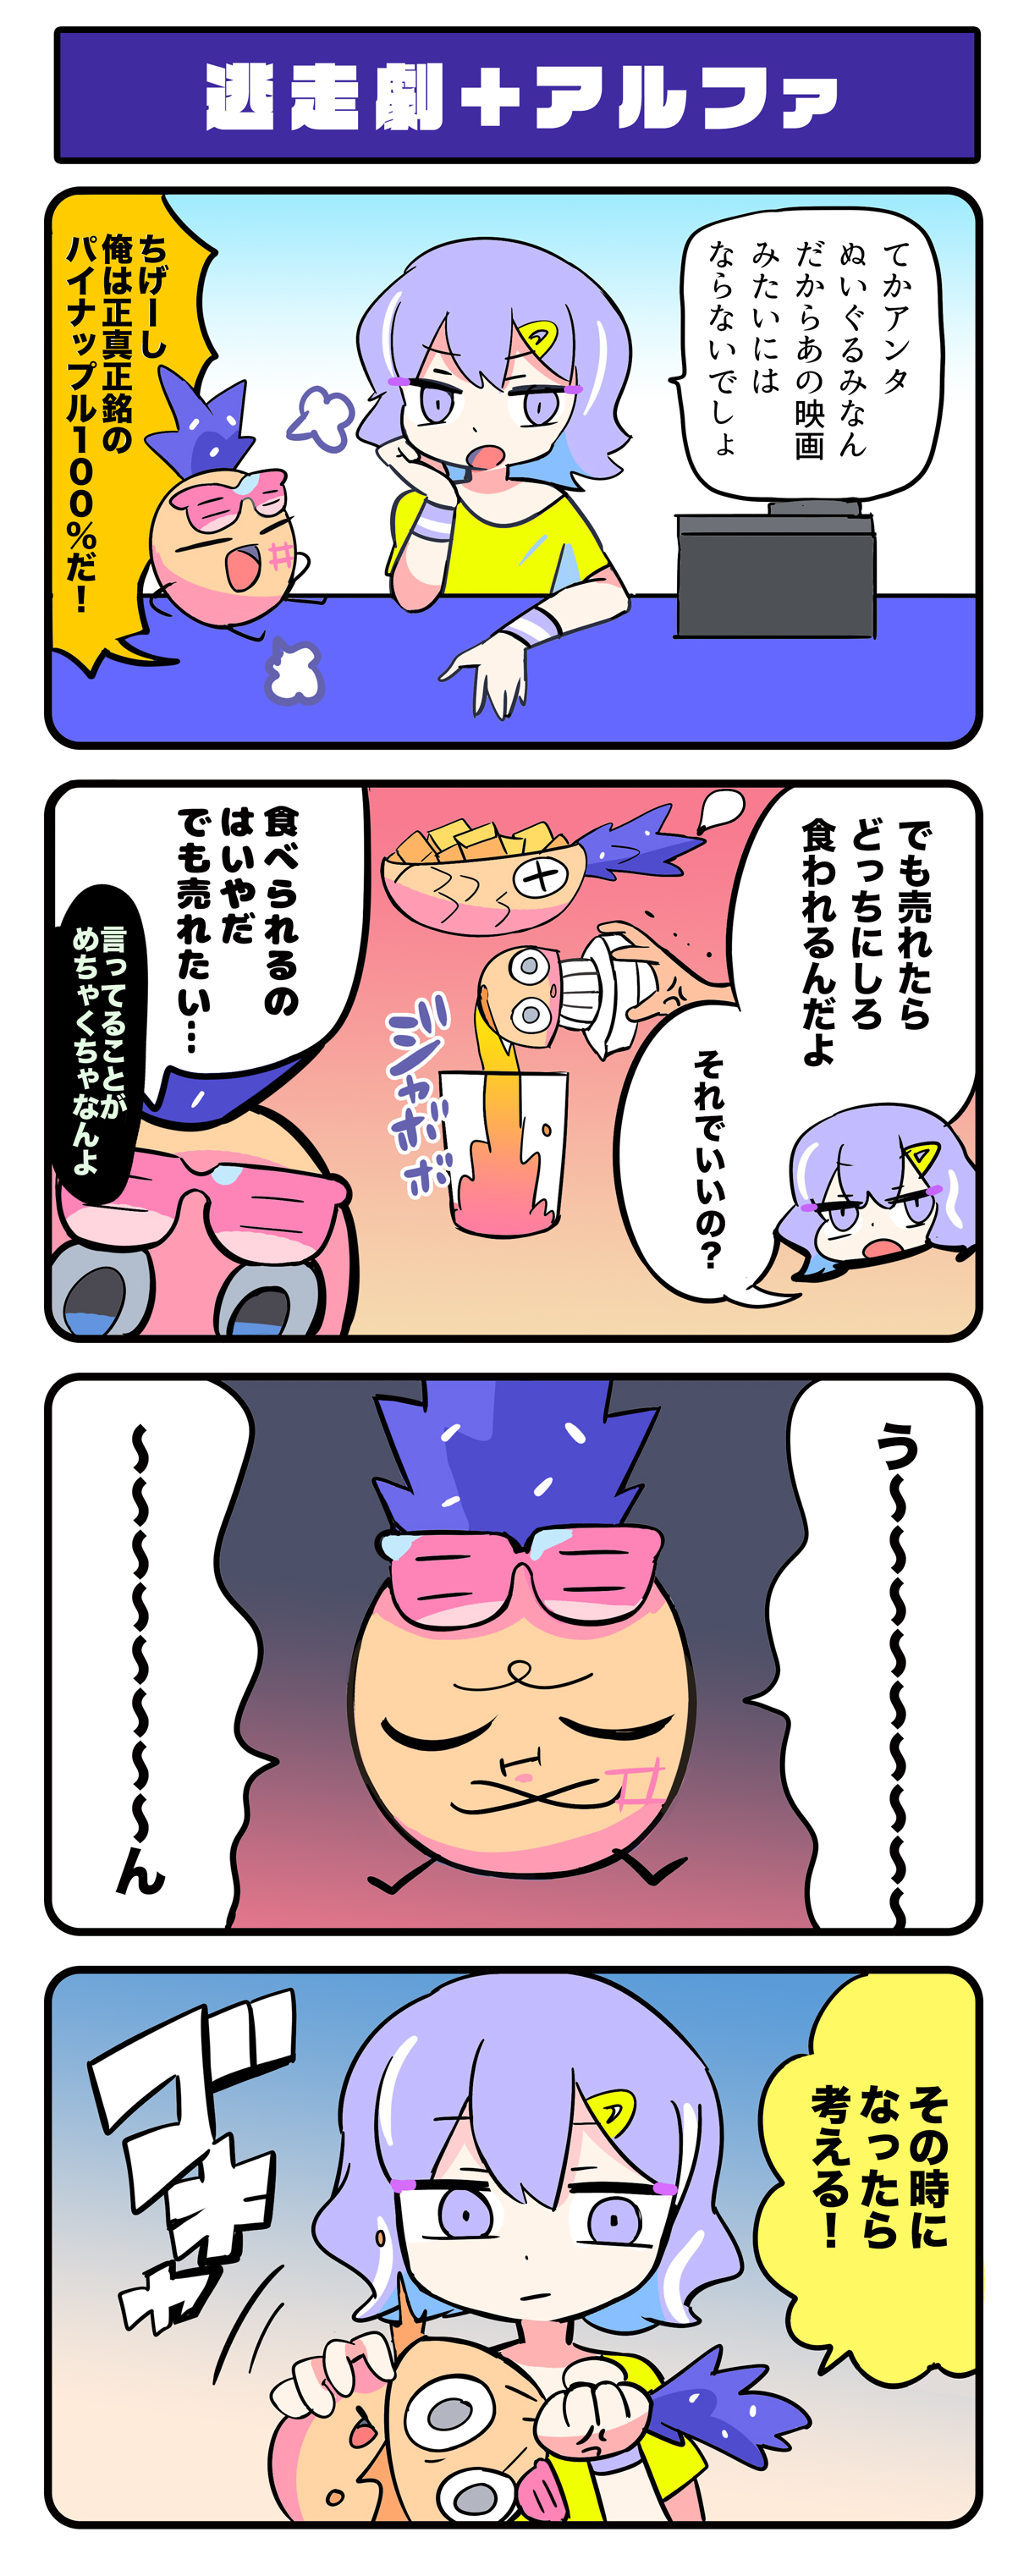 逃走劇＋アルファ
てかアンタ
ぬいぐるみなん
だからあの映画
みたいには
ならないでしょ
ちげーし
俺は正真正銘の
パイナップル100%だ！
でも売れたら
どっちにしろ
食われるんだよ
それでいいの？
ジャボボボ
食べられるの
はいやだ
でも売れたい…
言ってることが
めちゃくちゃなんよ
う〜〜〜〜〜〜〜〜〜
〜〜〜〜〜〜〜〜ん
その時に
なったら
考える！
ブチャ